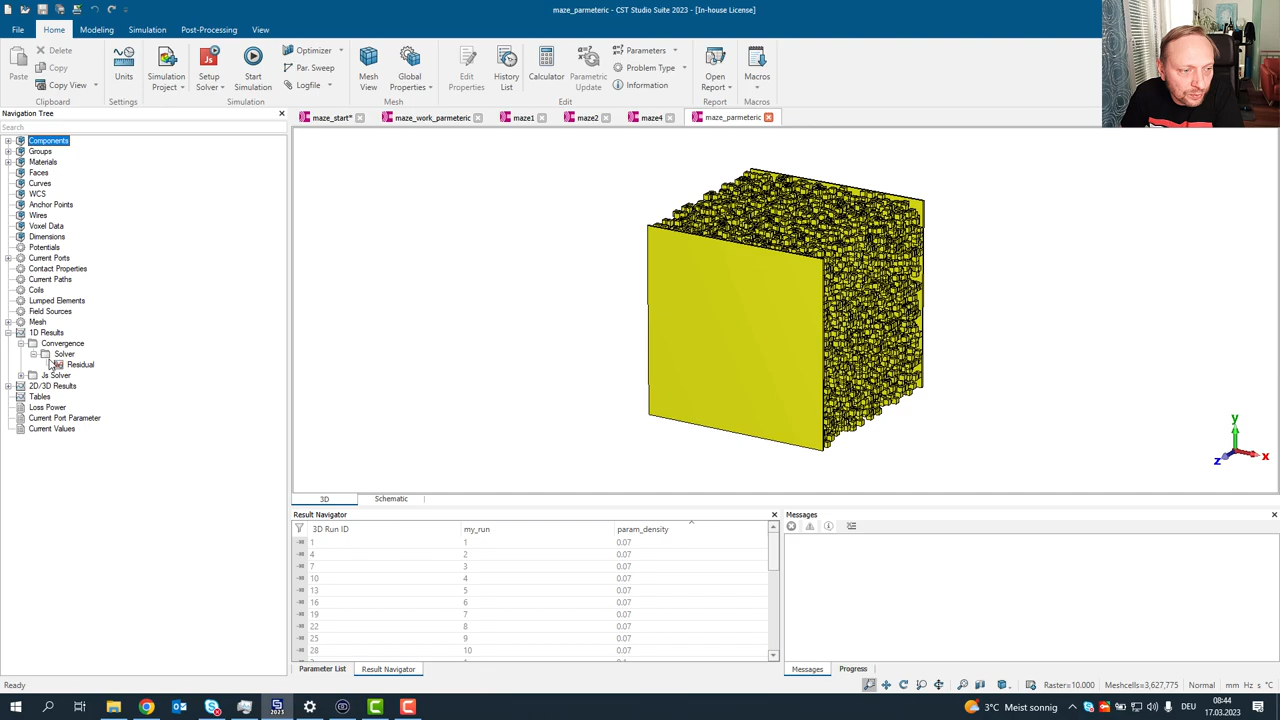 maze_parmeteric - CST Studio Suite 2023 - [In-house License]
File Home Modeling Simulation Post-Processing View
Paste
Delete
Copy
Copy View
Clipboard
Units
Settings
Simulation Project
Setup Solver
Start Simulation
Optimizer
Par. Sweep
Logfile
Simulation
Mesh View
Global Properties
Mesh
Edit Properties
History List
Calculator
Parametric Update
Parameters
Problem Type
Information
Edit
Open Report
Report
Macros
Macros
Navigation Tree
Search
Components
Groups
Materials
Faces
Curves
WCS
Anchor Points
Wires
Voxel Data
Dimensions
Potentials
Current Ports
Contact Properties
Current Paths
Coils
Lumped Elements
Field Sources
Mesh
1D Results
Convergence
Solver
Residual
Js Solver
2D/3D Results
Tables
Loss Power
Current Port Parameter
Current Values
maze_start* maze_work_parmeteric maze1 maze2 maze4 maze_parmeteric
y
z
x
3D Schematic
Result Navigator
3D Run ID my_run param_density
1 1 0.07
4 2 0.07
7 3 0.07
10 4 0.07
13 5 0.07
16 6 0.07
19 7 0.07
22 8 0.07
25 9 0.07
28 10 0.07
Parameter List Result Navigator
Messages
Messages Progress
Ready
Raster=10.000 Meshcells=3,627,775 Normal mm Hz s °C
3°C Meist sonnig
08:44
17.03.2023